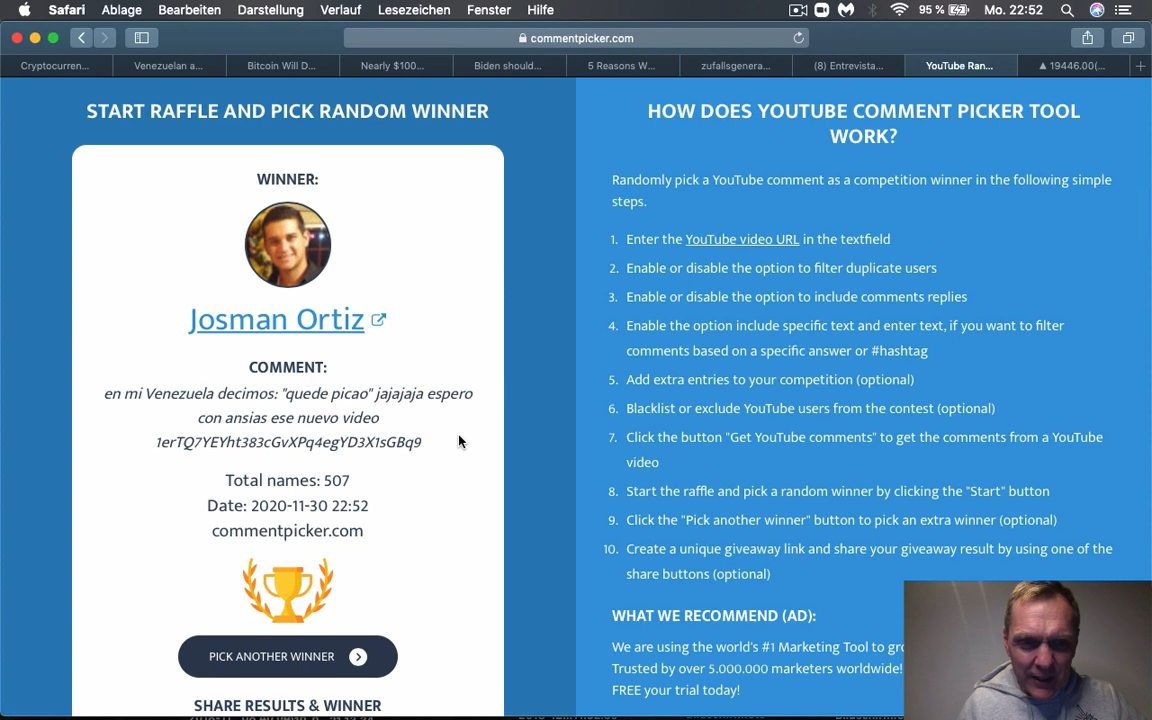 Safari Ablage Bearbeiten Darstellung Verlauf Lesezeichen Fenster Hilfe 95 % Mo. 22:52
commentpicker.com
Cryptocurren... Venezuelan a... Bitcoin Will D... Nearly $100... Biden should... 5 Reasons W... zufallsgenera... (8) Entrevista... YouTube Ran... ▲ 19446.00(...
START RAFFLE AND PICK RANDOM WINNER
WINNER:
Josman Ortiz
COMMENT:
en mi Venezuela decimos: "quede picao" jajajaja espero
con ansias ese nuevo video
1erTQ7YEYht383cGvXPq4egYD3X1sGBq9
Total names: 507
Date: 2020-11-30 22:52
commentpicker.com
PICK ANOTHER WINNER
SHARE RESULTS & WINNER
HOW DOES YOUTUBE COMMENT PICKER TOOL
WORK?
Randomly pick a YouTube comment as a competition winner in the following simple
steps.
1. Enter the YouTube video URL in the textfield
2. Enable or disable the option to filter duplicate users
3. Enable or disable the option to include comments replies
4. Enable the option include specific text and enter text, if you want to filter
comments based on a specific answer or #hashtag
5. Add extra entries to your competition (optional)
6. Blacklist or exclude YouTube users from the contest (optional)
7. Click the button "Get YouTube comments" to get the comments from a YouTube
video
8. Start the raffle and pick a random winner by clicking the "Start" button
9. Click the "Pick another winner" button to pick an extra winner (optional)
10. Create a unique giveaway link and share your giveaway result by using one of the
share buttons (optional)
WHAT WE RECOMMEND (AD):
We are using the world's #1 Marketing Tool to gro
Trusted by over 5.000.000 marketers worldwide!
FREE your trial today!